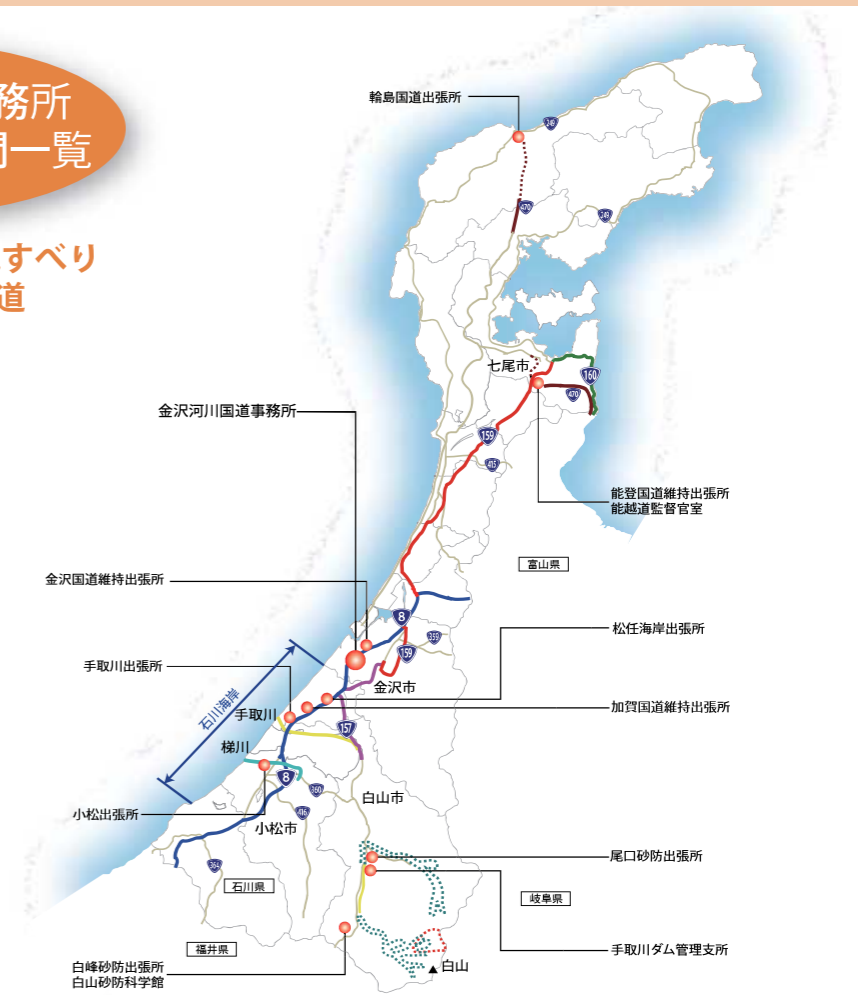 務所
一覧
すべり
道
輪島国道出張所
249
470
249
七尾市
160
470
金沢河川国道事務所
159
415
能登国道維持出張所
能越道監督官室
富山県
金沢国道維持出張所
8
359
松任海岸出張所
159
手取川出張所
金沢市
石川海岸
加賀国道維持出張所
手取川
157
梯川
8
360
白山市
小松出張所
416
小松市
364
尾口砂防出張所
石川県
岐阜県
福井県
手取川ダム管理支所
白峰砂防出張所
白山砂防科学館
白山